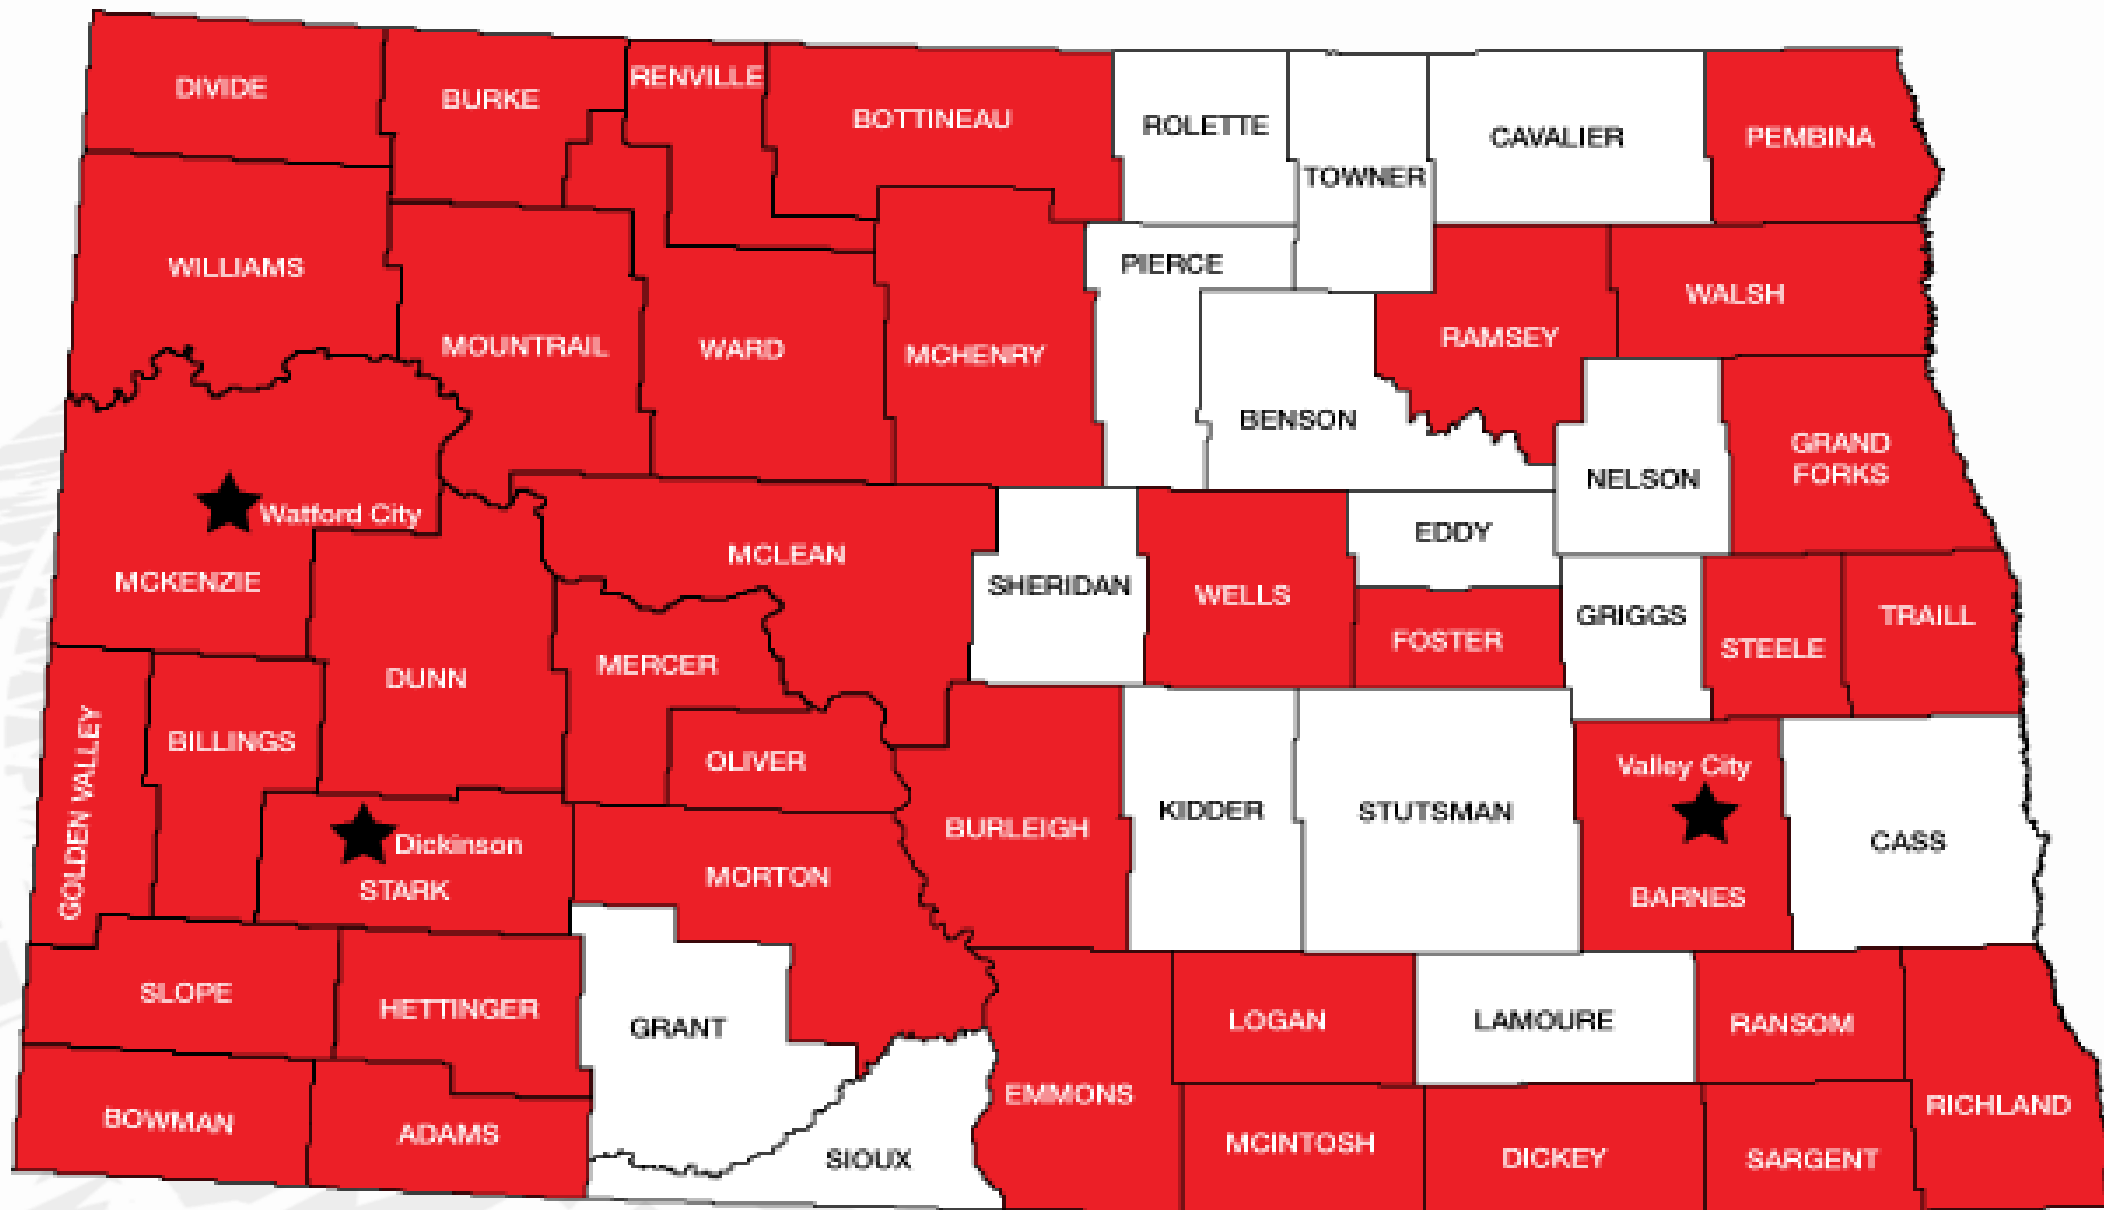 DIVIDE
BURKE
RENVILLE
BOTTINEAU
ROLETTE
TOWNER
CAVALIER
PEMBINA
WILLIAMS
MOUNTRAIL
WARD
MCHENRY
PIERCE
BENSON
RAMSEY
WALSH
NELSON
GRAND
FORKS
Watford City
MCKENZIE
DUNN
MCLEAN
MERCER
OLIVER
SHERIDAN
WELLS
EDDY
FOSTER
GRIGGS
STEELE
TRAILL
GOLDEN VALLEY
BILLINGS
Dickinson
STARK
MORTON
BURLEIGH
KIDDER
STUTSMAN
Valley City
BARNES
CASS
SLOPE
HETTINGER
GRANT
BOWMAN
ADAMS
SIOUX
EMMONS
LOGAN
LAMOURE
RANSOM
RICHLAND
MCINTOSH
DICKEY
SARGENT